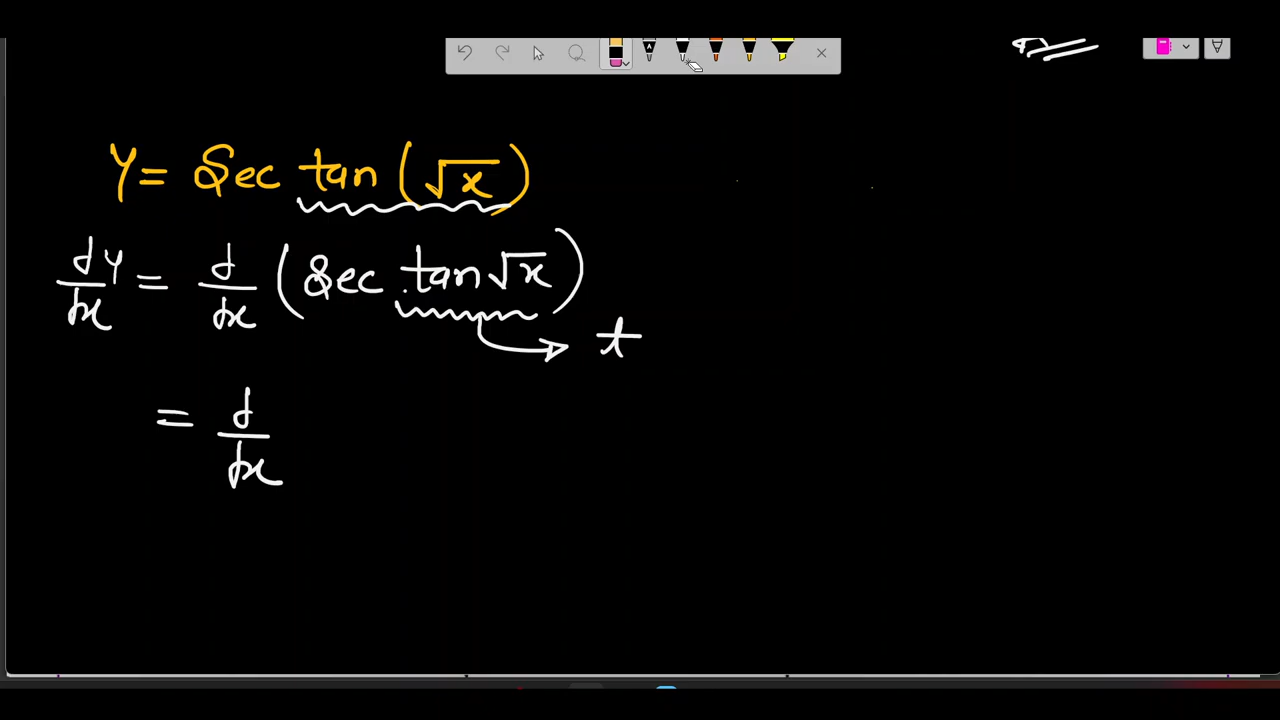 Y = Sec tan (√x)
dy/dx = d/dx (Sec tan √x)
t
= d/dx